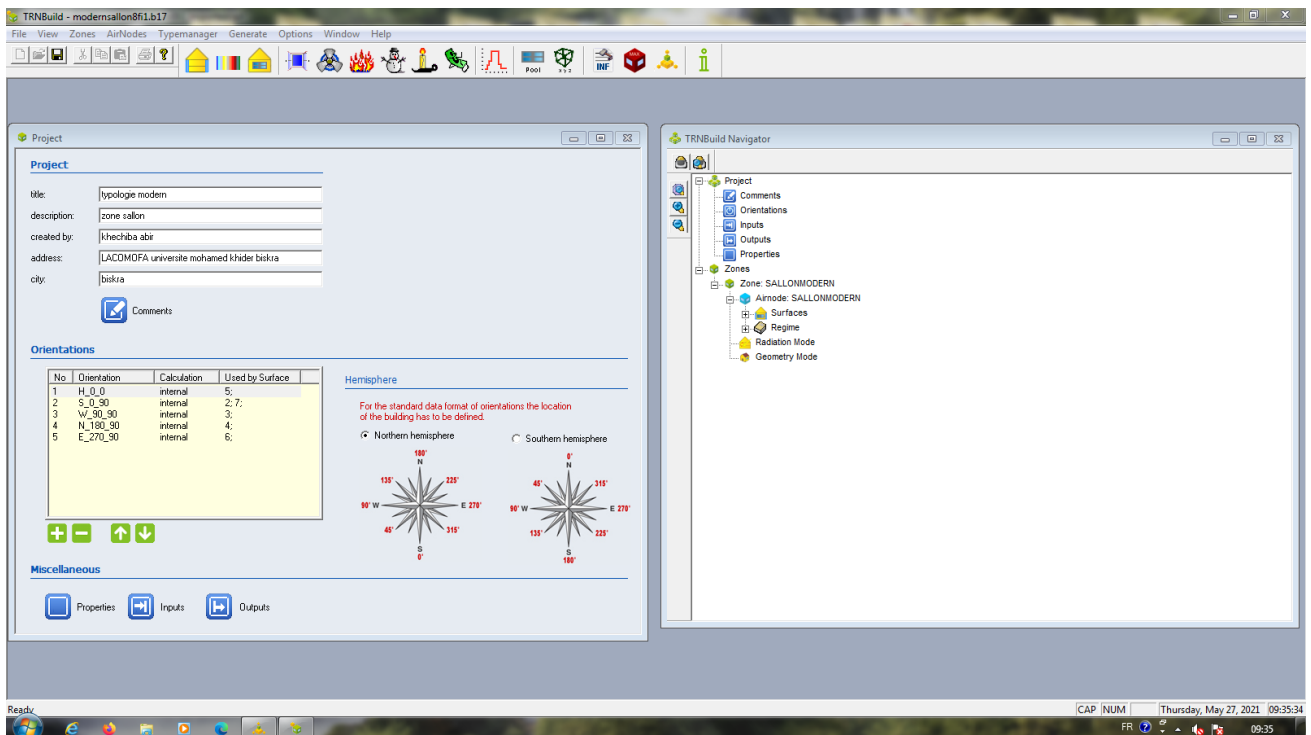 TRNBuild - modernsallon8fi1.b17
File View Zones AirNodes Typemanager Generate Options Window Help
Pool
x y z
INF
MAX
Project
Project
title: typologie modern
description: zone sallon
created by: khechiba abir
address: LACOMOFA universite mohamed khider biskra
city: biskra
Comments
Orientations
No Orientation Calculation Used by Surface
1 H_0_0 internal 5;
2 S_0_90 internal 2; 7;
3 W_90_90 internal 3;
4 N_180_90 internal 4;
5 E_270_90 internal 6;
Hemisphere
For the standard data format of orientations the location
of the building has to be defined.
Northern hemisphere
Southern hemisphere
180°
N
135° 225°
90° W E 270°
45° 315°
S
0°
0°
N
45° 315°
90° W E 270°
135° 225°
S
180°
Miscellaneous
Properties Inputs Outputs
TRNBuild Navigator
Project
Comments
Orientations
Inputs
Outputs
Properties
Zones
Zone: SALLONMODERN
Airnode: SALLONMODERN
Surfaces
Regime
Radiation Mode
Geometry Mode
Ready
CAP NUM Thursday, May 27, 2021 09:35:34
FR 09:35